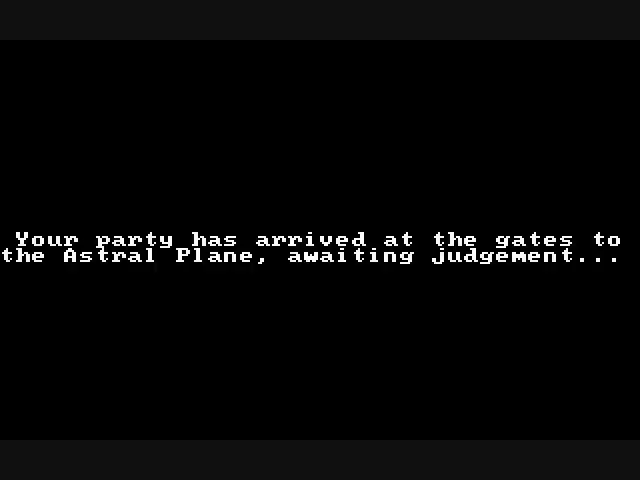 Your party has arrived at the gates to
the Astral Plane, awaiting judgement...